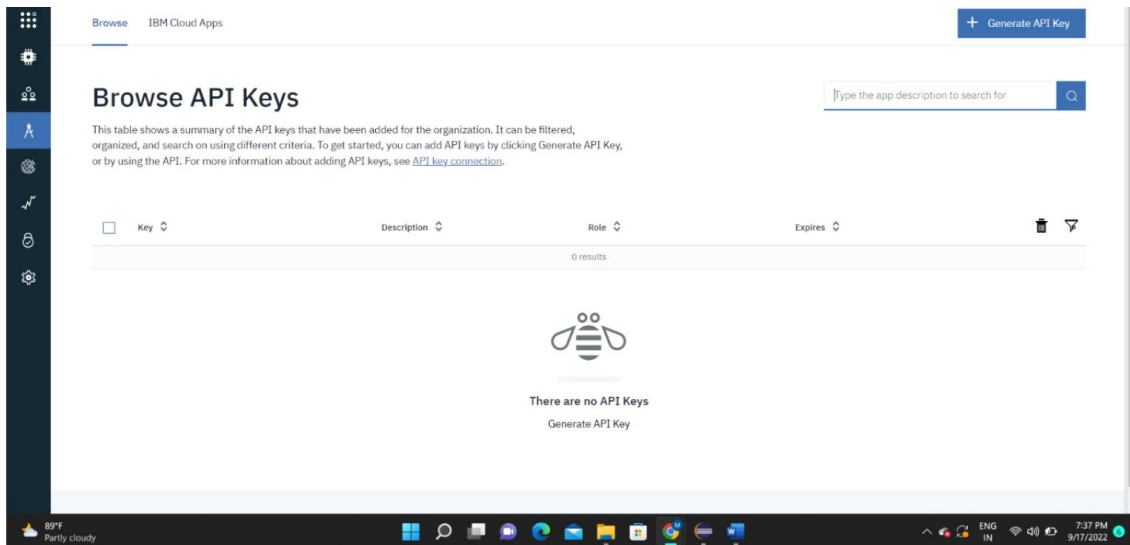 Browse IBM Cloud Apps
+ Generate API Key
Browse API Keys
Type the app description to search for
This table shows a summary of the API keys that have been added for the organization. It can be filtered,
organized, and search on using different criteria. To get started, you can add API keys by clicking Generate API Key,
or by using the API. For more information about adding API keys, see API key connection.
Key Description Role Expires
0 results
There are no API Keys
Generate API Key
89°F
Partly cloudy
ENG
IN
7:37 PM
9/17/2022
6